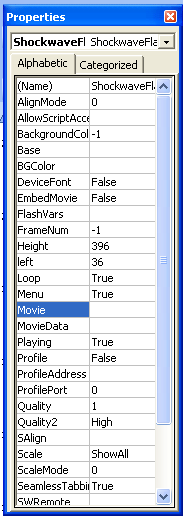 Properties
ShockwaveFl ShockwaveFla
Alphabetic Categorized
(Name) ShockwaveFla
AlignMode 0
AllowScriptAcce
BackgroundCol -1
Base
BGColor
DeviceFont False
EmbedMovie False
FlashVars
FrameNum -1
Height 396
left 36
Loop True
Menu True
Movie
MovieData
Playing True
Profile False
ProfileAddress
ProfilePort 0
Quality 1
Quality2 High
SAlign
Scale ShowAll
ScaleMode 0
SeamlessTabbin True
SWRemote